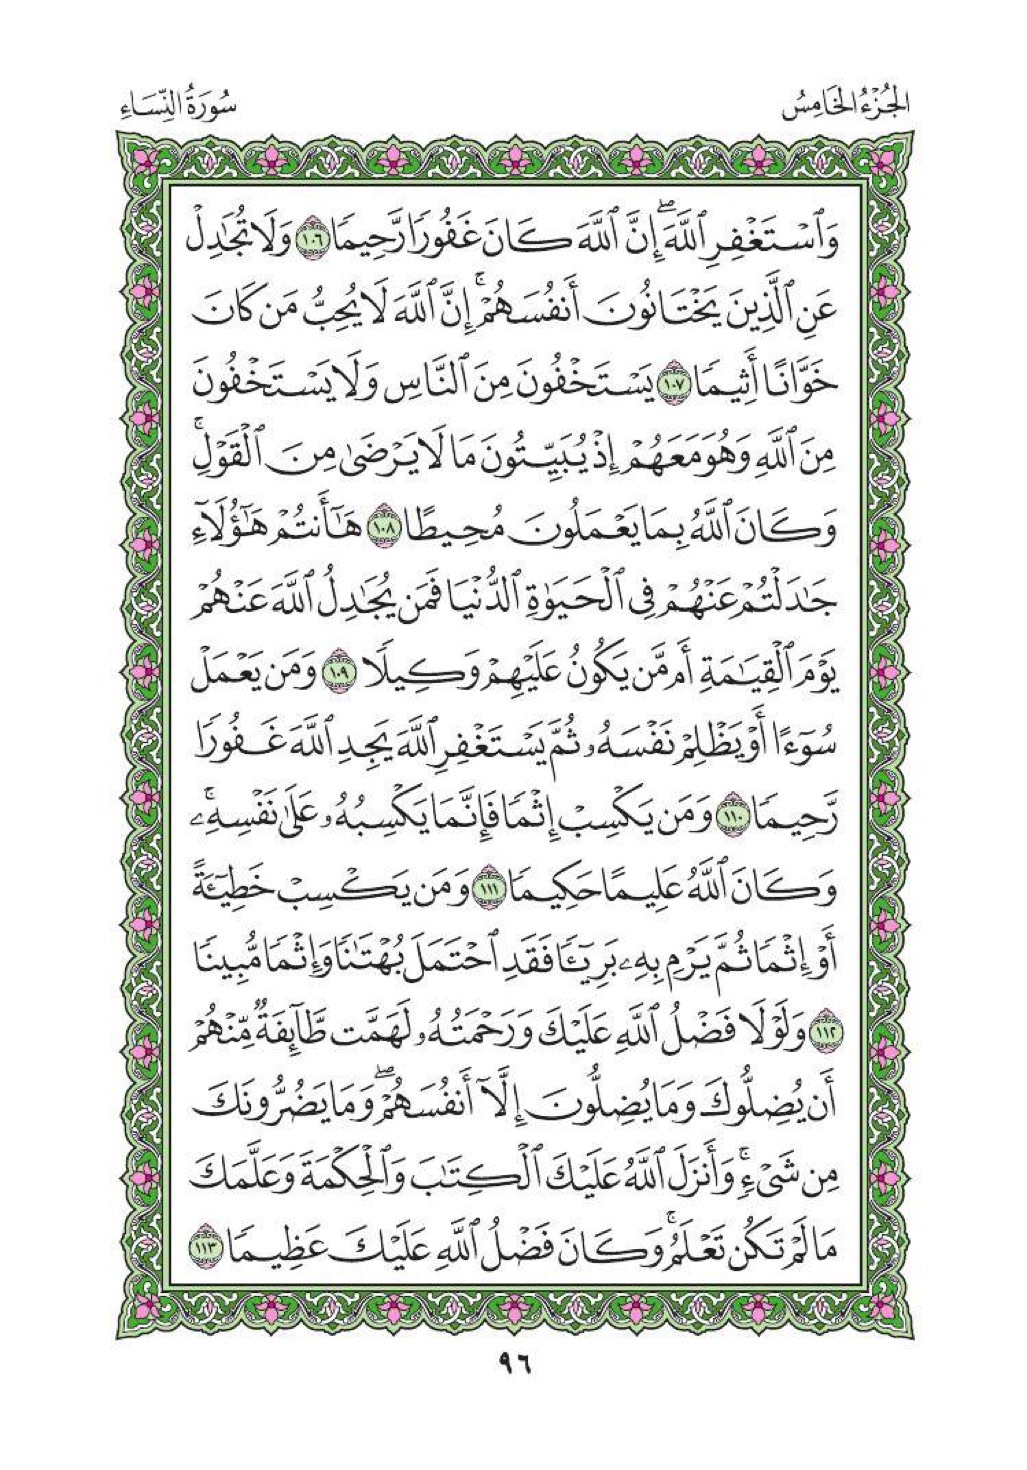 الجُزْءُ الخَامِسُ
سُورَةُ النِّسَاءِ
وَٱسۡتَغۡفِرِ ٱللَّهَۖ إِنَّ ٱللَّهَ كَانَ غَفُورٗا رَّحِيمٗا ١٠٦ وَلَا تُجَٰدِلۡ
عَنِ ٱلَّذِينَ يَخۡتَانُونَ أَنفُسَهُمۡۚ إِنَّ ٱللَّهَ لَا يُحِبُّ مَن كَانَ
خَوَّانًا أَثِيمٗا ١٠٧ يَسۡتَخۡفُونَ مِنَ ٱلنَّاسِ وَلَا يَسۡتَخۡفُونَ
مِنَ ٱللَّهِ وَهُوَ مَعَهُمۡ إِذۡ يُبَيِّتُونَ مَا لَا يَرۡضَىٰ مِنَ ٱلۡقَوۡلِۚ
وَكَانَ ٱللَّهُ بِمَا يَعۡمَلُونَ مُحِيطًا ١٠٨ هَٰٓأَنتُمۡ هَٰٓؤُلَآءِ
جَٰدَلۡتُمۡ عَنۡهُمۡ فِي ٱلۡحَيَوٰةِ ٱلدُّنۡيَا فَمَن يُجَٰدِلُ ٱللَّهَ عَنۡهُمۡ
يَوۡمَ ٱلۡقِيَٰمَةِ أَم مَّن يَكُونُ عَلَيۡهِمۡ وَكِيلٗا ١٠٩ وَمَن يَعۡمَلۡ
سُوٓءًا أَوۡ يَظۡلِمۡ نَفۡسَهُۥ ثُمَّ يَسۡتَغۡفِرِ ٱللَّهَ يَجِدِ ٱللَّهَ غَفُورٗا
رَّحِيمٗا ١١٠ وَمَن يَكۡسِبۡ إِثۡمٗا فَإِنَّمَا يَكۡسِبُهُۥ عَلَىٰ نَفۡسِهِۦۚ
وَكَانَ ٱللَّهُ عَلِيمًا حَكِيمٗا ١١١ وَمَن يَكۡسِبۡ خَطِيٓـَٔةً
أَوۡ إِثۡمٗا ثُمَّ يَرۡمِ بِهِۦ بَرِيٓـٔٗا فَقَدِ ٱحۡتَمَلَ بُهۡتَٰنٗا وَإِثۡمٗا مُّبِينٗا
١١٢ وَلَوۡلَا فَضۡلُ ٱللَّهِ عَلَيۡكَ وَرَحۡمَتُهُۥ لَهَمَّت طَّآئِفَةٞ مِّنۡهُمۡ
أَن يُضِلُّوكَ وَمَا يُضِلُّونَ إِلَّآ أَنفُسَهُمۡۖ وَمَا يَضُرُّونَكَ
مِن شَيۡءٖۚ وَأَنزَلَ ٱللَّهُ عَلَيۡكَ ٱلۡكِتَٰبَ وَٱلۡحِكۡمَةَ وَعَلَّمَكَ
مَا لَمۡ تَكُن تَعۡلَمُۚ وَكَانَ فَضۡلُ ٱللَّهِ عَلَيۡكَ عَظِيمٗا ١١٣
٩٦